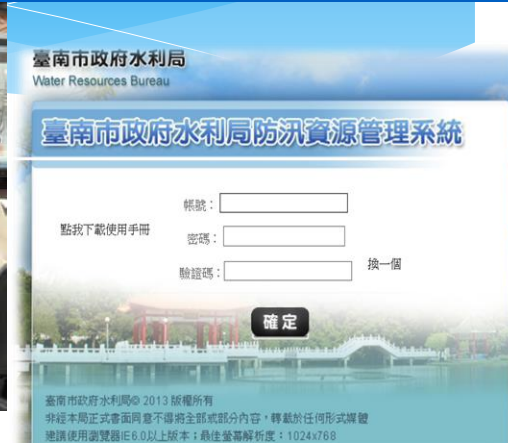 臺南市政府水利局
Water Resources Bureau
臺南市政府水利局防汛資源管理系統
帳號：
點我下載使用手冊
密碼：
驗證碼：
換一個
確定
臺南市政府水利局© 2013 版權所有
非經本局正式書面同意不得將全部或部分內容，轉載於任何形式媒體
建議使用瀏覽器IE6.0以上版本；最佳螢幕解析度：1024x768